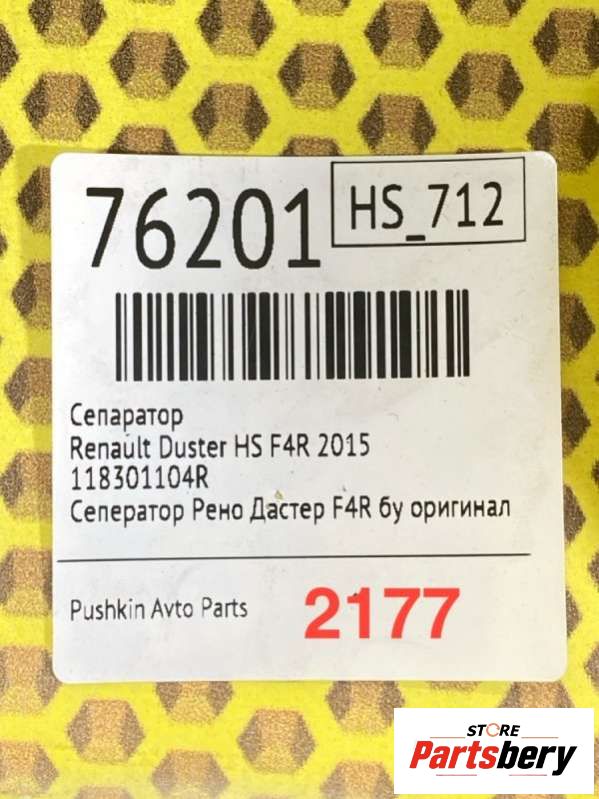 76201
HS_712
Сепаратор
Renault Duster HS F4R 2015
118301104R
Сеператор Рено Дастер F4R бу оригинал
Pushkin Avto Parts
2177
STORE
Partsbery